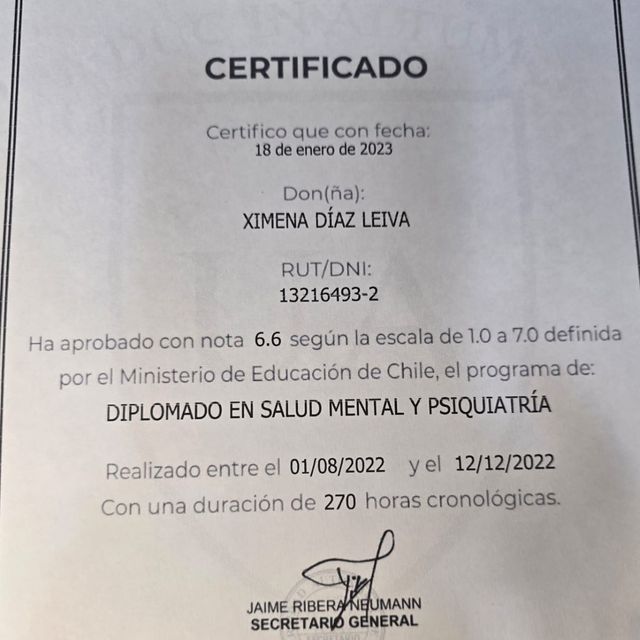 CERTIFICADO
Certifico que con fecha:
18 de enero de 2023
Don(ña):
XIMENA DÍAZ LEIVA
RUT/DNI:
13216493-2
Ha aprobado con nota 6.6 según la escala de 1.0 a 7.0 definida
por el Ministerio de Educación de Chile, el programa de:
DIPLOMADO EN SALUD MENTAL Y PSIQUIATRÍA
Realizado entre el 01/08/2022 y el 12/12/2022
Con una duración de 270 horas cronológicas.
JAIME RIBERA NEUMANN
SECRETARIO GENERAL